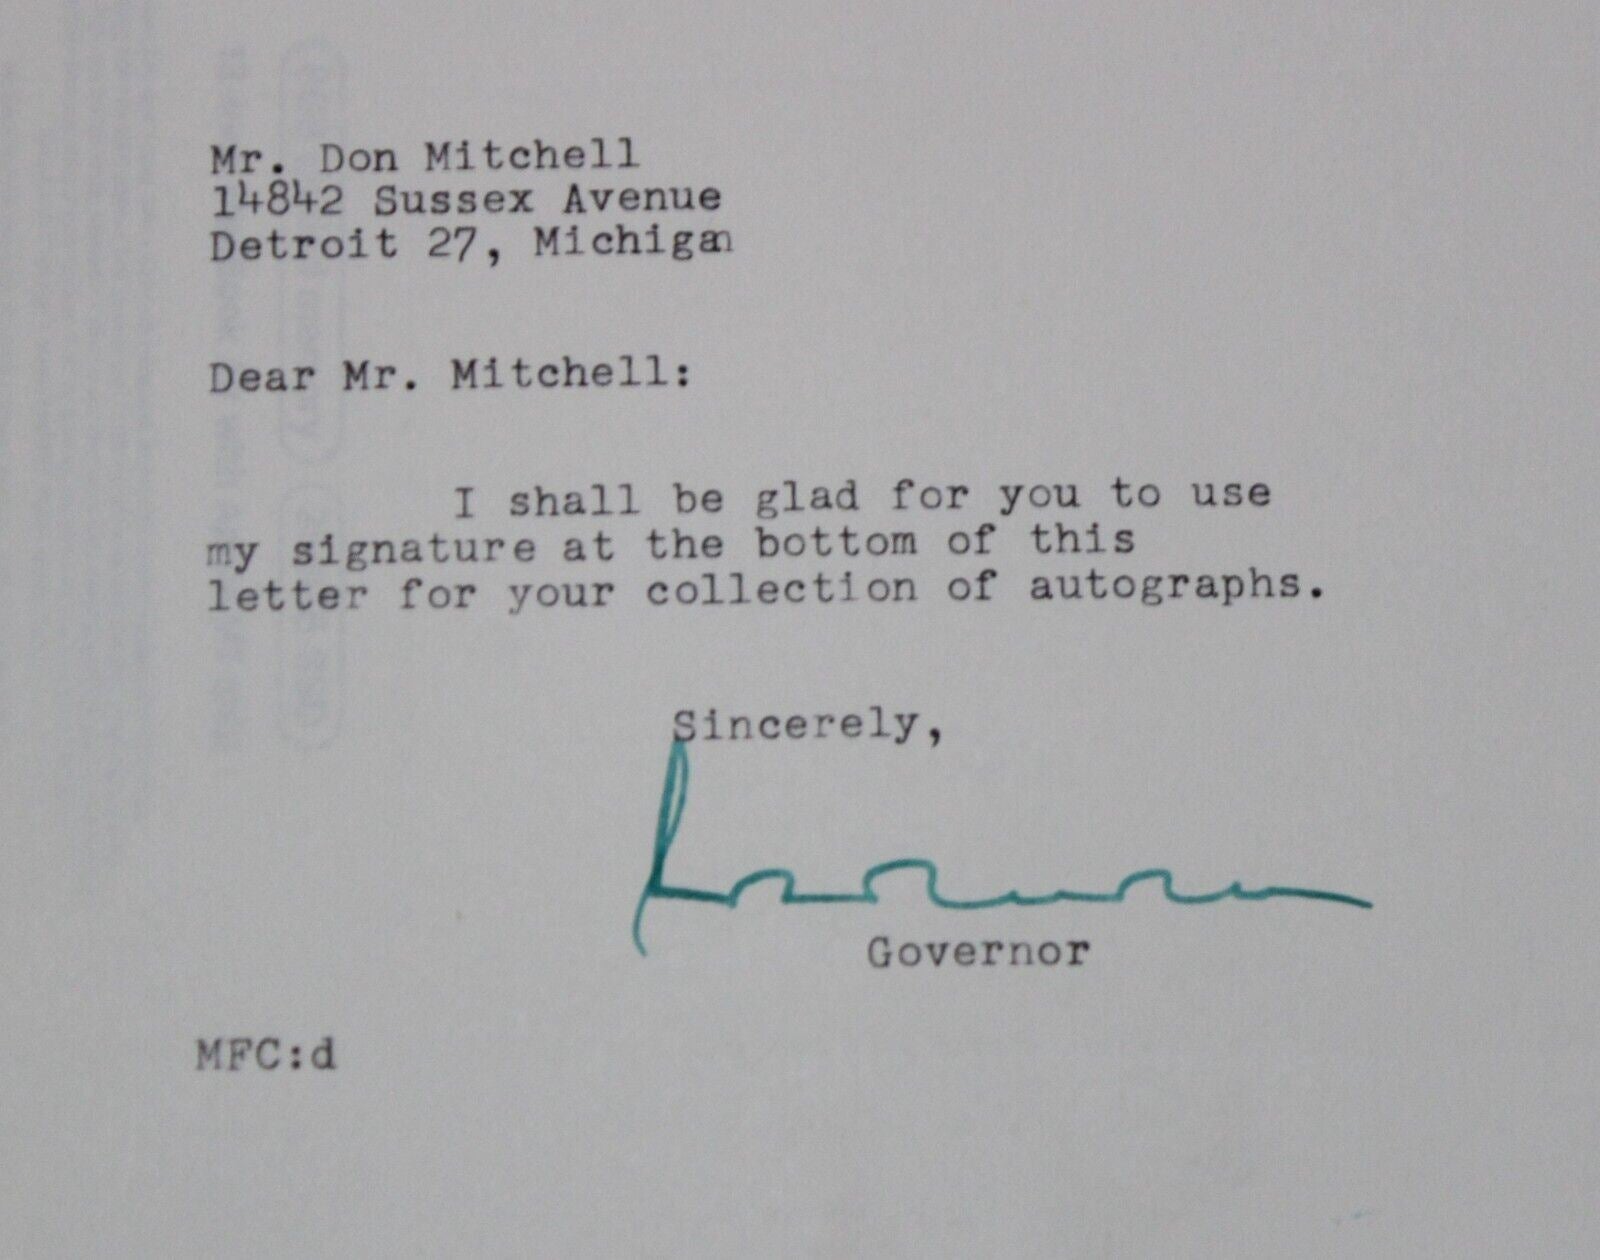 Mr. Don Mitchell
14842 Sussex Avenue
Detroit 27, Michigan
Dear Mr. Mitchell:
I shall be glad for you to use
my signature at the bottom of this
letter for your collection of autographs.
Sincerely,
Governor
MFC:d